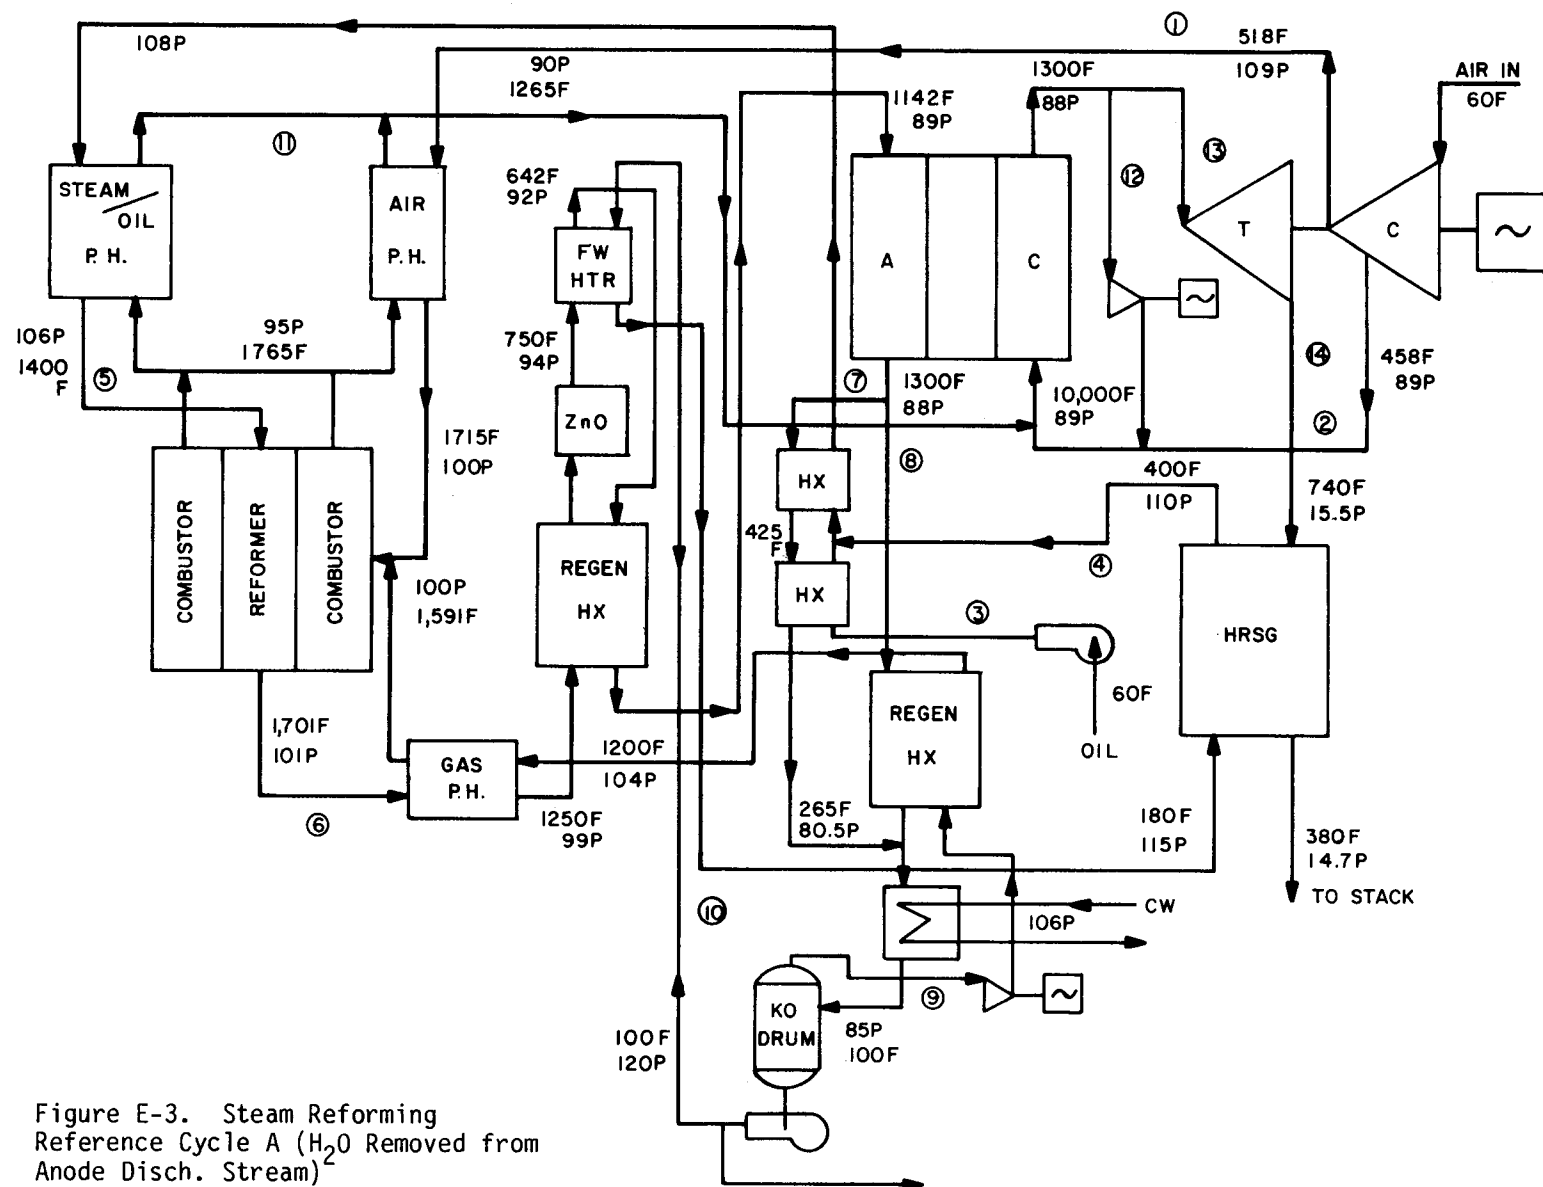 ①
518F
109P
108P
90P
1265F
1300F
88P
AIR IN
60F
1142F
89P
⑪
⑬
⑫
STEAM
/
OIL
P.H.
AIR
P.H.
642F
92P
FW
HTR
A
C
T
C
~
~
95P
1765F
106P
1400
F
⑤
750F
94P
⑭
458F
89P
⑦
1300F
88P
10,000F
89P
②
ZnO
1715F
100P
⑧
400F
110P
740F
15.5P
HX
425
F
COMBUSTOR
REFORMER
COMBUSTOR
REGEN
HX
④
100P
1,591F
HX
③
HRSG
60F
OIL
REGEN
HX
1,701F
101P
GAS
P.H.
1200F
104P
⑥
1250F
99P
265F
80.5P
180F
115P
380F
14.7P
TO STACK
⑩
CW
106P
⑨
~
KO
DRUM
85P
100F
100F
120P
Figure E-3. Steam Reforming
Reference Cycle A (H2O Removed from
Anode Disch. Stream)